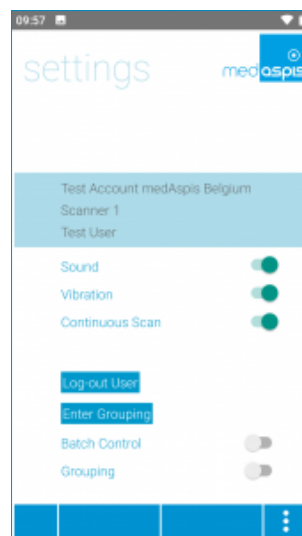 09:57
settings
medaspis
Test Account medAspis Belgium
Scanner 1
Test User
Sound
Vibration
Continuous Scan
Log-out User
Enter Grouping
Batch Control
Grouping